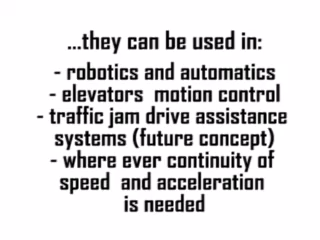 ...they can be used in:
- robotics and automatics
- elevators motion control
- traffic jam drive assistance
systems (future concept)
- where ever continuity of
speed and acceleration
is needed